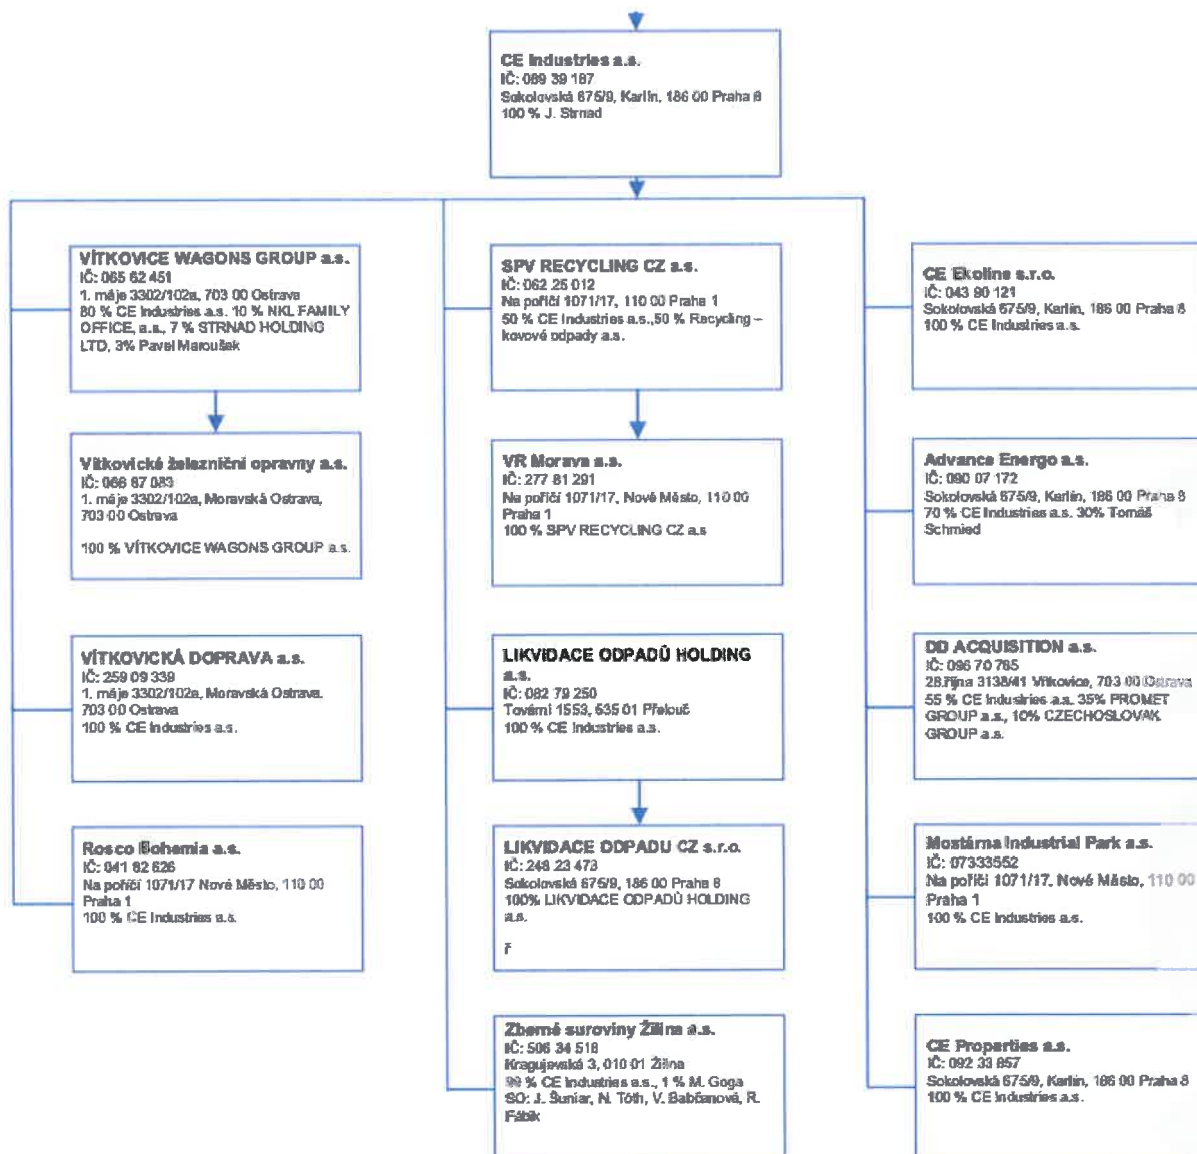 CE Industries a.s.
IČ: 089 39 187
Sokolovská 675/9, Karlín, 186 00 Praha 8
100 % J. Strnad
VÍTKOVICE WAGONS GROUP a.s.
IČ: 065 62 451
1. máje 3302/102a, 703 00 Ostrava
80 % CE Industries a.s. 10 % NKL FAMILY
OFFICE, a.s., 7 % STRNAD HOLDING
LTD, 3% Pavel Maroušek
Vítkovické železniční opravny a.s.
IČ: 066 87 083
1. máje 3302/102a, Moravská Ostrava,
703 00 Ostrava
100 % VÍTKOVICE WAGONS GROUP a.s.
VÍTKOVICKÁ DOPRAVA a.s.
IČ: 259 09 339
1. máje 3302/102a, Moravská Ostrava.
703 00 Ostrava
100 % CE Industries a.s.
Rosco Bohemia a.s.
IČ: 041 82 626
Na poříčí 1071/17 Nové Město, 110 00
Praha 1
100 % CE Industries a.s.
SPV RECYCLING CZ a.s.
IČ: 062 25 012
Na poříčí 1071/17, 110 00 Praha 1
50 % CE Industries a.s.,50 % Recycling –
kovové odpady a.s.
VR Morava a.s.
IČ: 277 81 291
Na poříčí 1071/17, Nové Město, 110 00
Praha 1
100 % SPV RECYCLING CZ a.s
LIKVIDACE ODPADŮ HOLDING
a.s.
IČ: 082 79 250
Tovární 1553, 535 01 Přelouč
100 % CE Industries a.s.
LIKVIDACE ODPADU CZ s.r.o.
IČ: 248 23 473
Sokolovská 675/9, 186 00 Praha 8
100% LIKVIDACE ODPADŮ HOLDING
a.s.
ř
Zberné suroviny Žilina a.s.
IČ: 506 34 518
Kragujevská 3, 010 01 Žilina
99 % CE Industries a.s., 1 % M. Goga
SO: J. Šuniar, N. Tóth, V. Babčanová, R.
Fábik
CE Ekoline s.r.o.
IČ: 043 90 121
Sokolovská 675/9, Karlín, 186 00 Praha 8
100 % CE Industries a.s.
Advance Energo a.s.
IČ: 090 07 172
Sokolovská 675/9, Karlín, 186 00 Praha 8
70 % CE Industries a.s. 30% Tomáš
Schmied
DD ACQUISITION a.s.
IČ: 096 70 785
28.října 3138/41 Vítkovice, 703 00 Ostrava
55 % CE Industries a.s. 35% PROMET
GROUP a.s., 10% CZECHOSLOVAK
GROUP a.s.
Mostárna Industrial Park a.s.
IČ: 07333552
Na poříčí 1071/17, Nové Město, 110 00
Praha 1
100 % CE Industries a.s.
CE Properties a.s.
IČ: 092 33 857
Sokolovská 675/9, Karlín, 186 00 Praha 8
100 % CE Industries a.s.